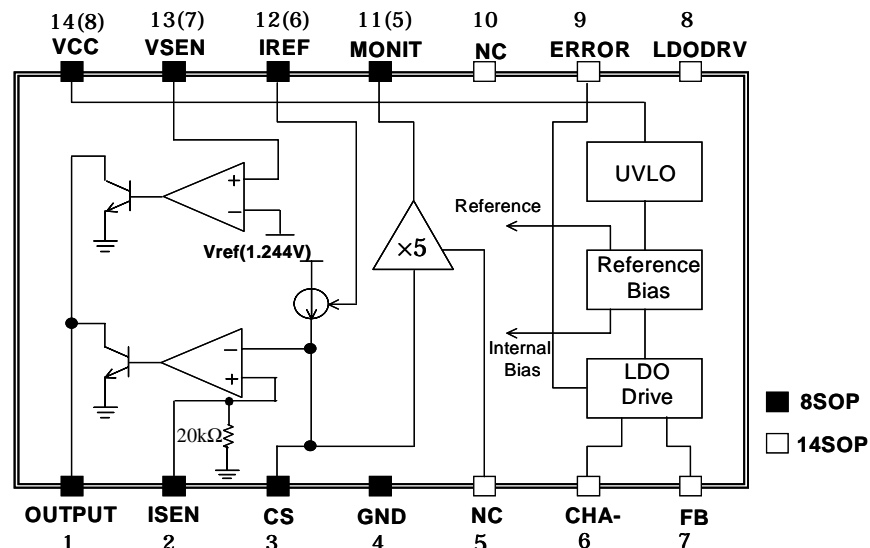 14(8) 13(7) 12(6) 11(5) 10 9 8
VCC VSEN IREF MONIT NC ERROR LDODRV
UVLO
+
−
Reference
Vref(1.244V)
×5
Reference
Bias
−
+
Internal
Bias
LDO
Drive
20kΩ
8SOP
14SOP
OUTPUT ISEN CS GND NC CHA- FB
1 2 3 4 5 6 7